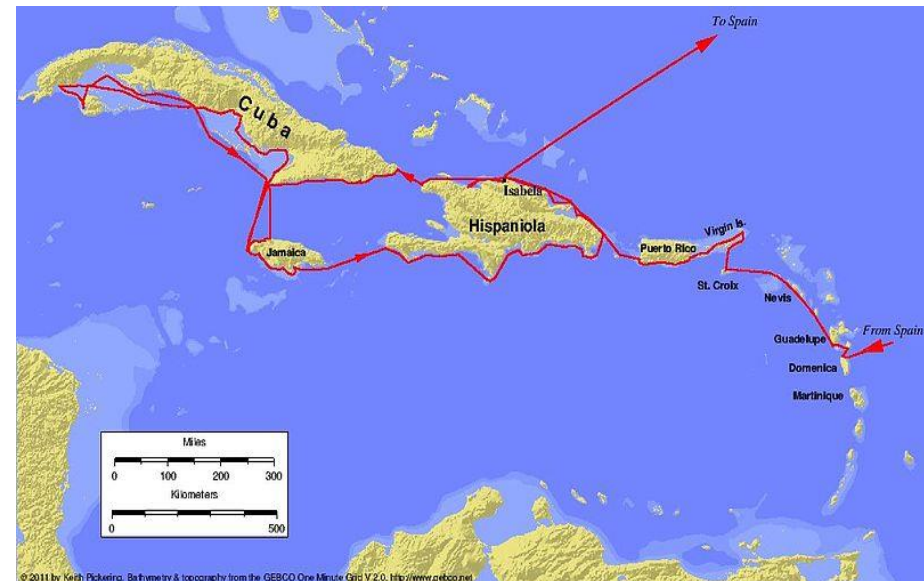 To Spain
Cuba
Isabela
Hispaniola
Virgin Is.
Puerto Rico
Jamaica
St. Croix
Nevis
From Spain
Guadelupe
Domenica
Martinique
Miles
0 100 200 300
Kilometers
0 500
© 2011 by Keith Pickering. Bathymetry & topography from the GEBCO One Minute Grid V 2.0, http://www.gebco.net